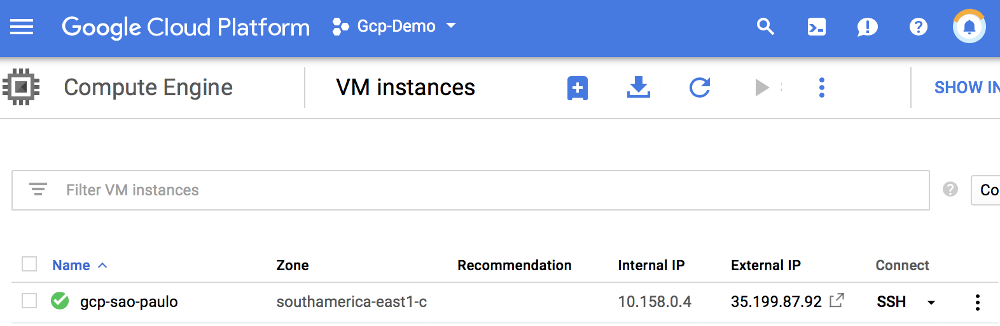 Google Cloud Platform Gcp-Demo
Compute Engine VM instances SHOW IN
Filter VM instances Co
Name Zone Recommendation Internal IP External IP Connect
gcp-sao-paulo southamerica-east1-c 10.158.0.4 35.199.87.92 SSH